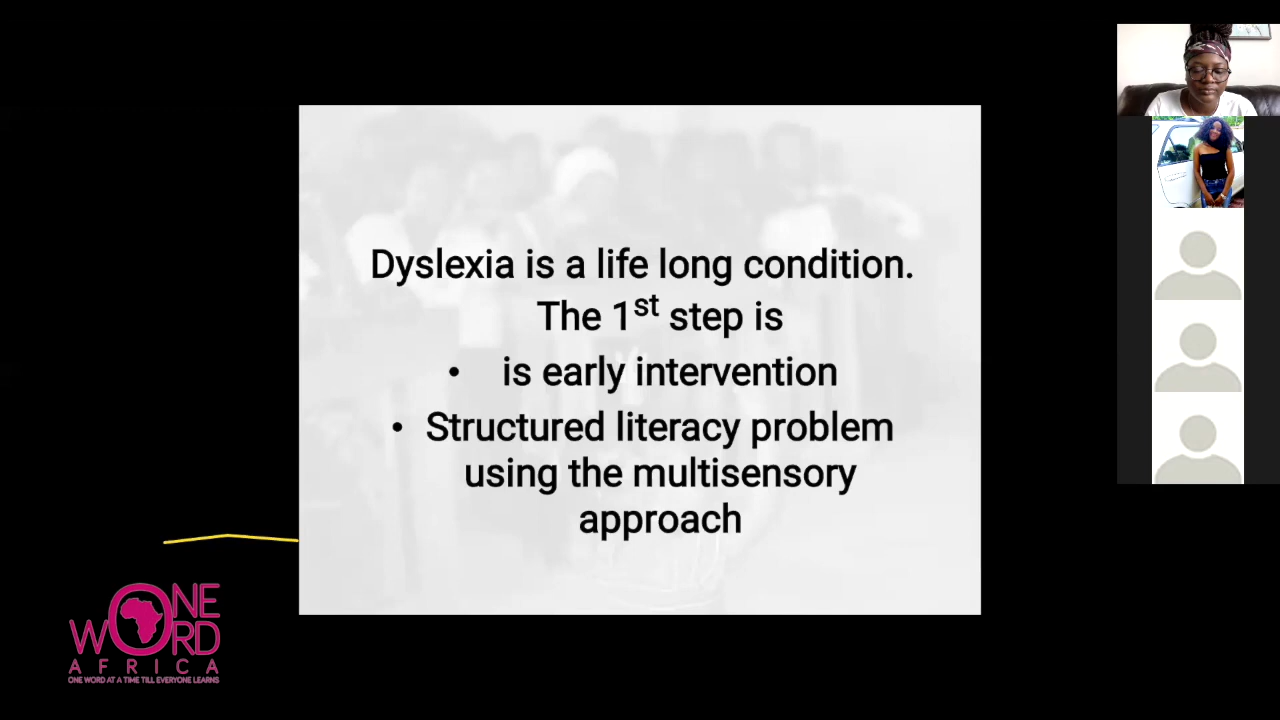 Dyslexia is a life long condition.
The 1st step is
• is early intervention
• Structured literacy problem
using the multisensory
approach
ONE
WORD
AFRICA
ONE WORD AT A TIME TILL EVERYONE LEARNS